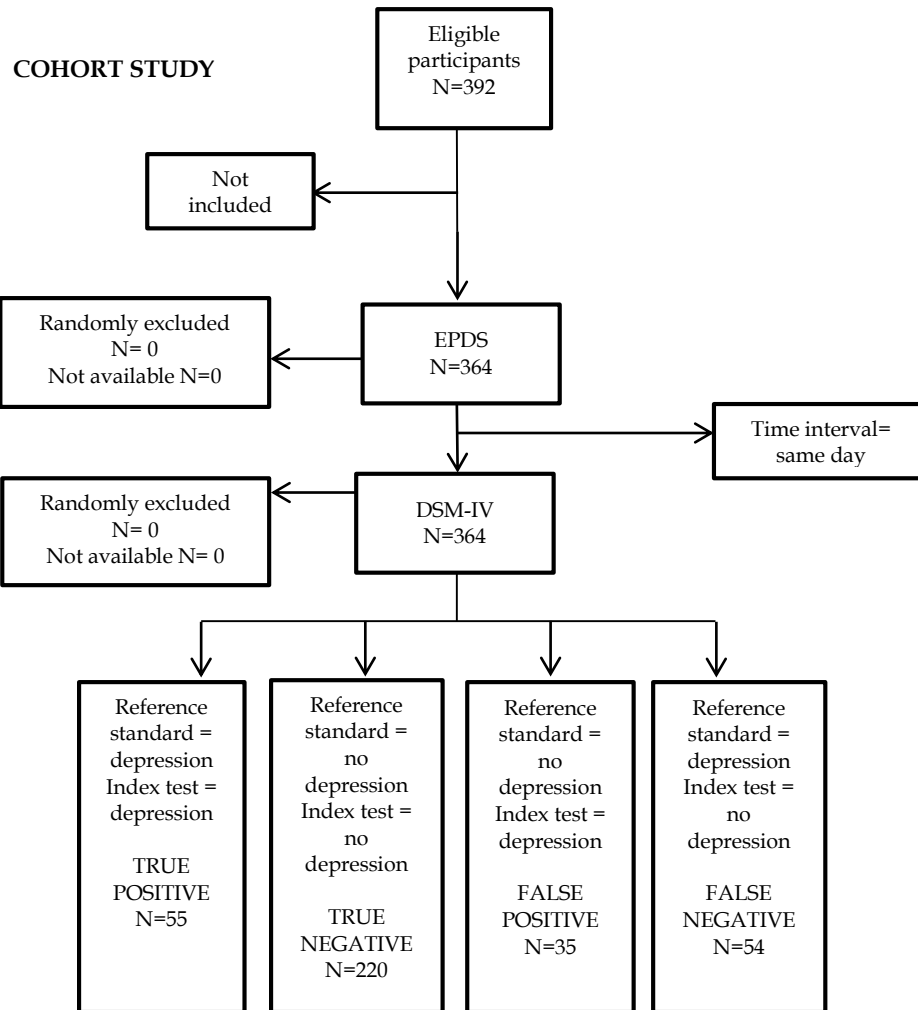 COHORT STUDY
Eligible
participants
N=392
Not
included
Randomly excluded
N= 0
Not available N=0
EPDS
N=364
Time interval=
same day
Randomly excluded
N= 0
Not available N= 0
DSM-IV
N=364
Reference
standard =
depression
Index test =
depression
TRUE
POSITIVE
N=55
Reference
standard =
no
depression
Index test =
no
depression
TRUE
NEGATIVE
N=220
Reference
standard =
no
depression
Index test =
depression
FALSE
POSITIVE
N=35
Reference
standard =
depression
Index test =
no
depression
FALSE
NEGATIVE
N=54